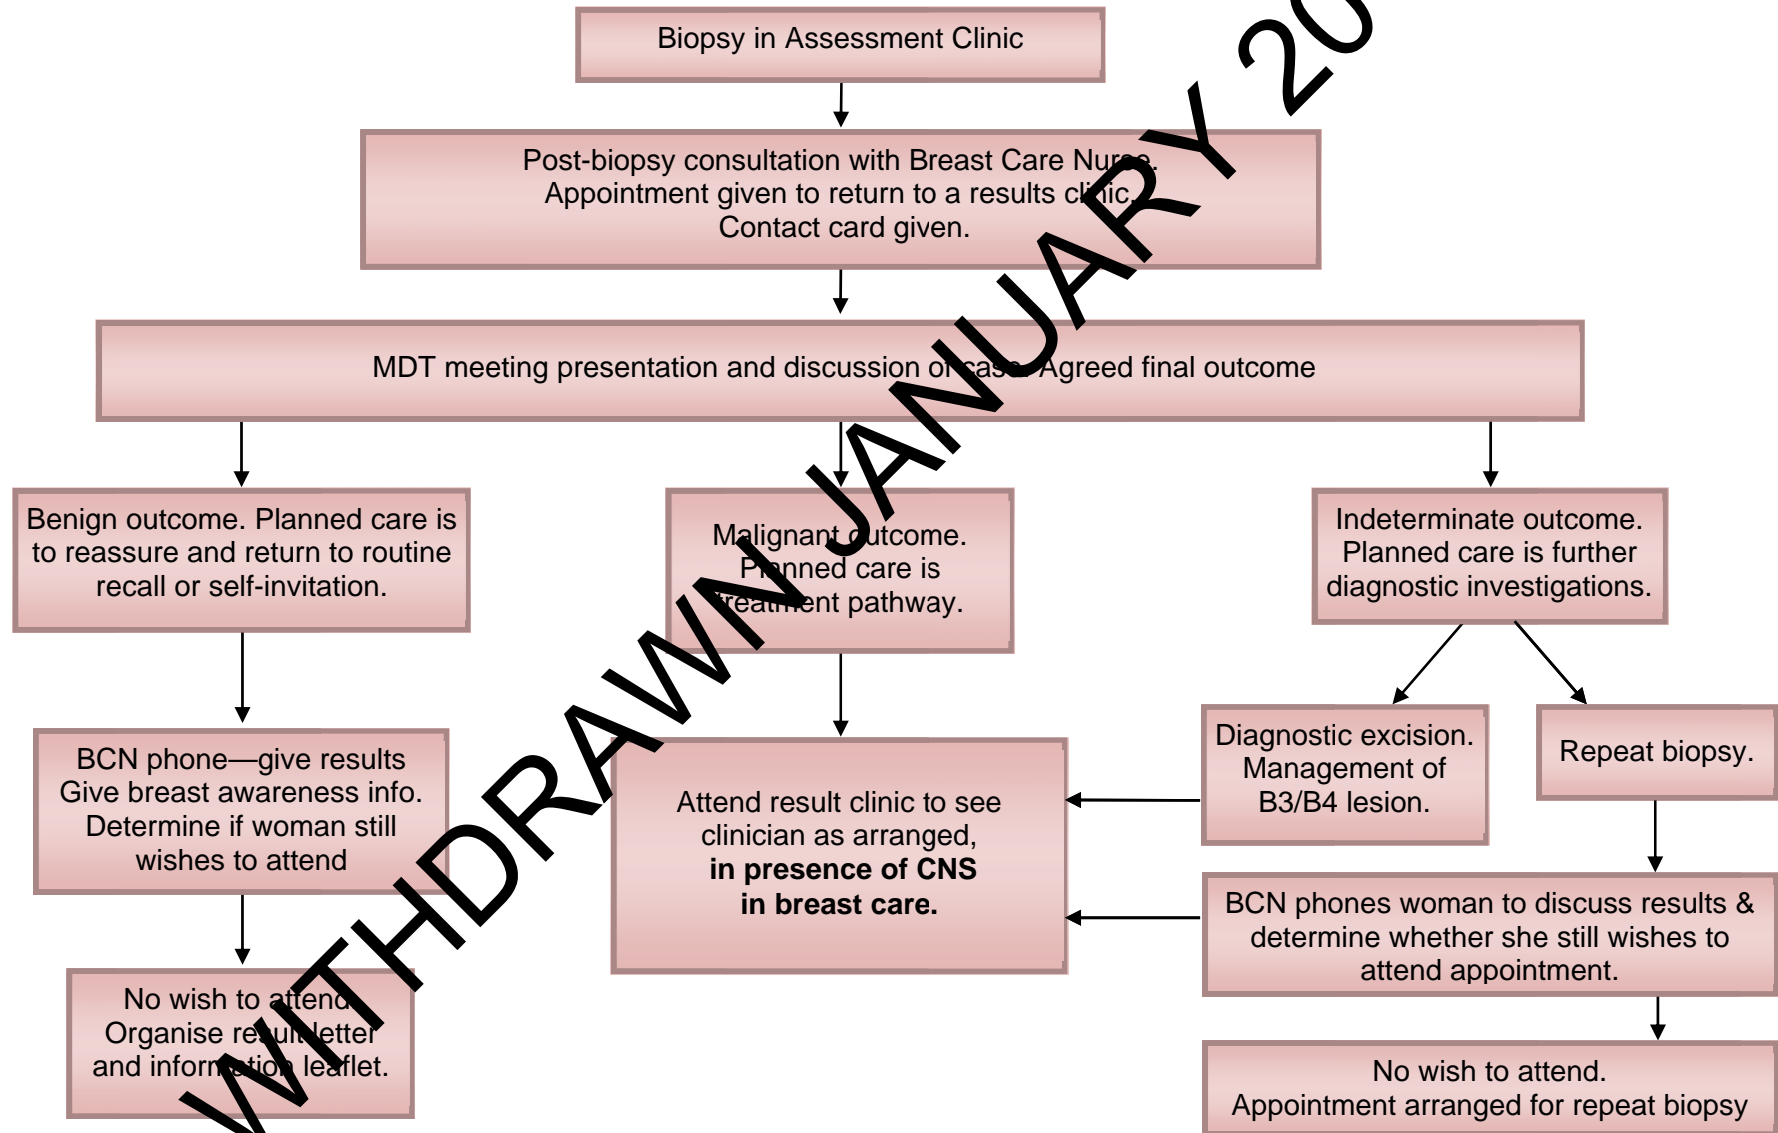 Biopsy in Assessment Clinic
Post-biopsy consultation with Breast Care Nurse.
Appointment given to return to a results clinic.
Contact card given.
MDT meeting presentation and discussion of case. Agreed final outcome
Benign outcome. Planned care is
to reassure and return to routine
recall or self-invitation.
Malignant outcome.
Planned care is
treatment pathway.
Indeterminate outcome.
Planned care is further
diagnostic investigations.
BCN phone—give results
Give breast awareness info.
Determine if woman still
wishes to attend
Attend result clinic to see
clinician as arranged,
in presence of CNS
in breast care.
Diagnostic excision.
Management of
B3/B4 lesion.
Repeat biopsy.
BCN phones woman to discuss results &
determine whether she still wishes to
attend appointment.
No wish to attend.
Organise result letter
and information leaflet.
No wish to attend.
Appointment arranged for repeat biopsy
WITHDRAWN JANUARY 20